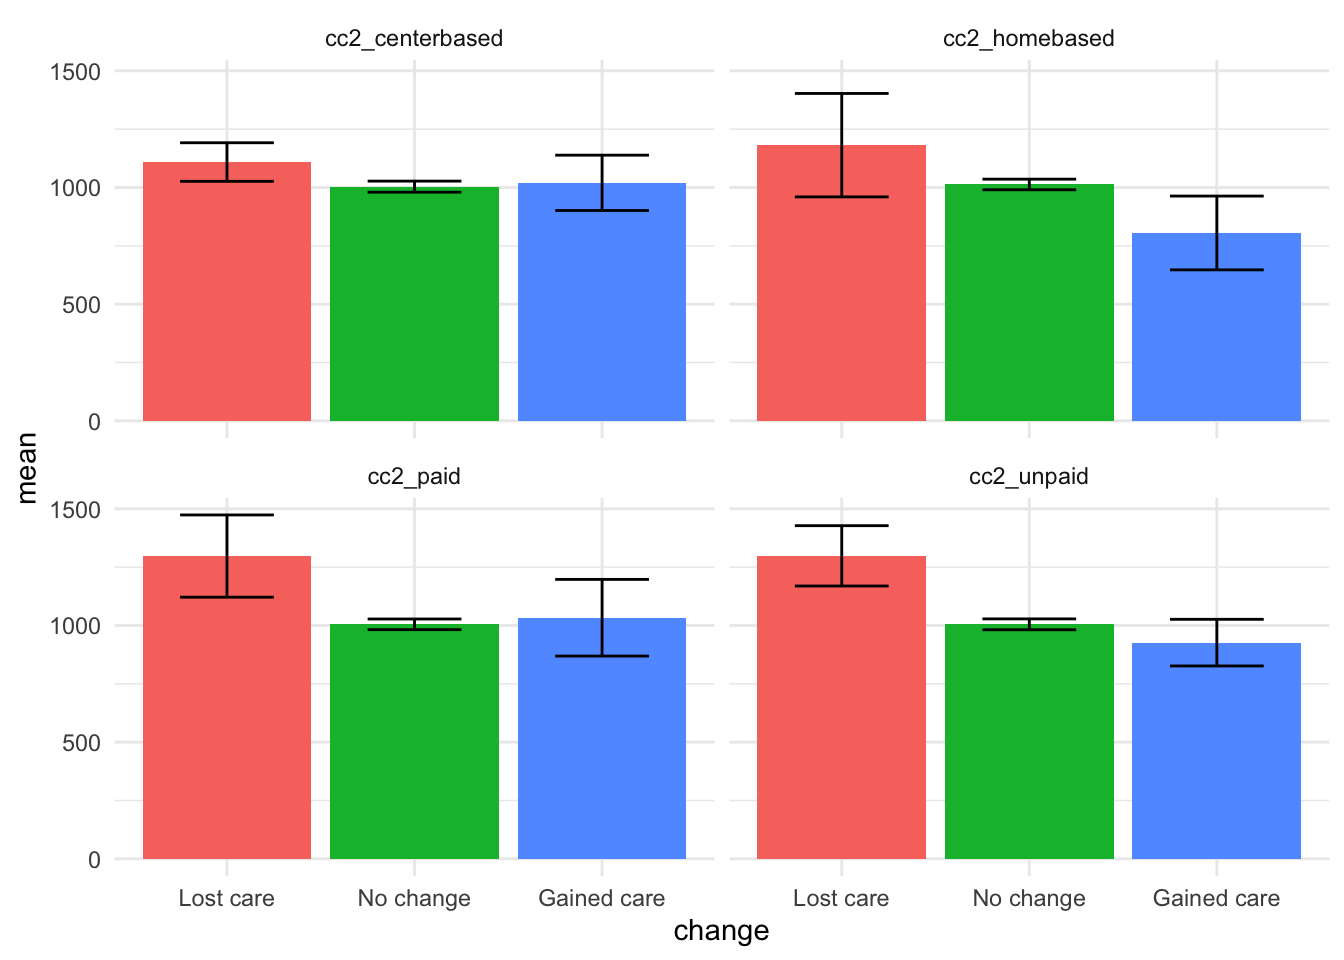 cc2_centerbased
cc2_homebased
1500
1000
500
0
cc2_paid
cc2_unpaid
mean
1500
1000
500
0
Lost care
No change
Gained care
Lost care
No change
Gained care
change